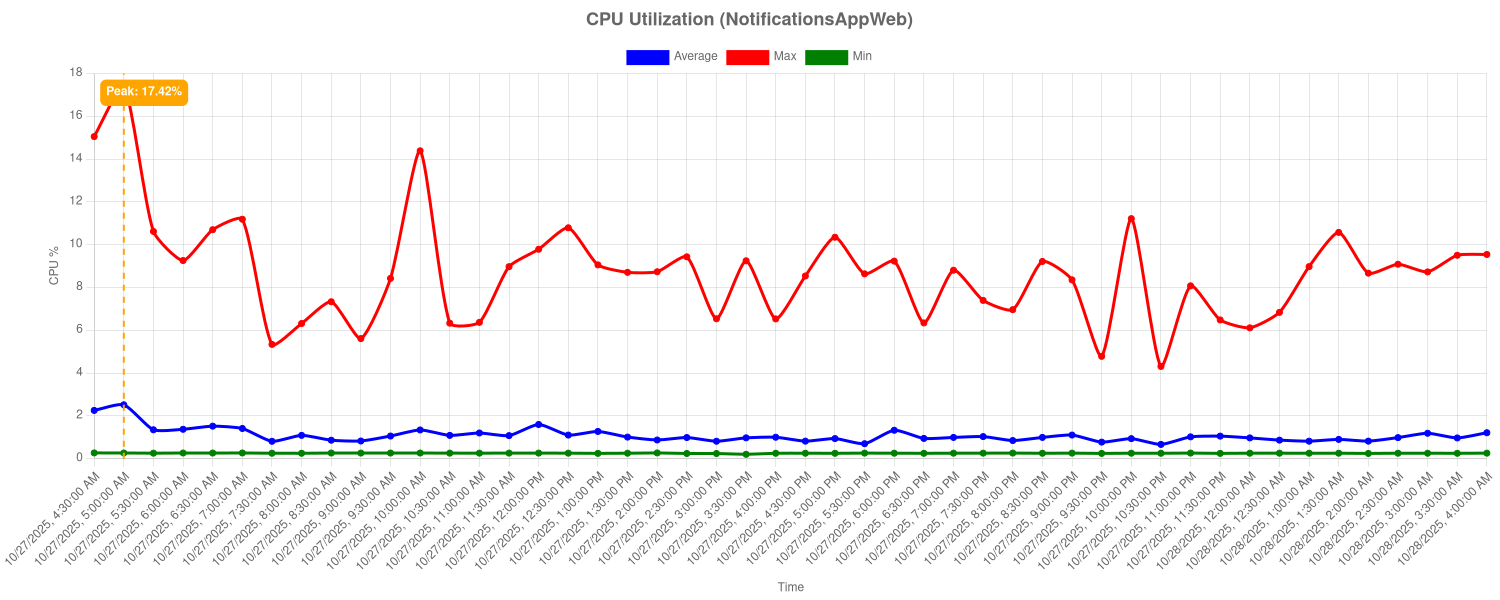 CPU Utilization (NotificationsAppWeb)
Average
Max
Min
18
Peak: 17.42%
16
14
12
10
8
6
4
2
0
CPU %
10/27/2025, 4:30:00 AM
10/27/2025, 5:00:00 AM
10/27/2025, 5:30:00 AM
10/27/2025, 6:00:00 AM
10/27/2025, 6:30:00 AM
10/27/2025, 7:00:00 AM
10/27/2025, 7:30:00 AM
10/27/2025, 8:00:00 AM
10/27/2025, 8:30:00 AM
10/27/2025, 9:00:00 AM
10/27/2025, 9:30:00 AM
10/27/2025, 10:00:00 AM
10/27/2025, 10:30:00 AM
10/27/2025, 11:00:00 AM
10/27/2025, 11:30:00 AM
10/27/2025, 12:00:00 PM
10/27/2025, 12:30:00 PM
10/27/2025, 1:00:00 PM
10/27/2025, 1:30:00 PM
10/27/2025, 2:00:00 PM
10/27/2025, 2:30:00 PM
10/27/2025, 3:00:00 PM
10/27/2025, 3:30:00 PM
10/27/2025, 4:00:00 PM
10/27/2025, 4:30:00 PM
10/27/2025, 5:00:00 PM
10/27/2025, 5:30:00 PM
10/27/2025, 6:00:00 PM
10/27/2025, 6:30:00 PM
10/27/2025, 7:00:00 PM
10/27/2025, 7:30:00 PM
10/27/2025, 8:00:00 PM
10/27/2025, 8:30:00 PM
10/27/2025, 9:00:00 PM
10/27/2025, 9:30:00 PM
10/27/2025, 10:00:00 PM
10/27/2025, 10:30:00 PM
10/27/2025, 11:00:00 PM
10/27/2025, 11:30:00 PM
10/28/2025, 12:00:00 AM
10/28/2025, 12:30:00 AM
10/28/2025, 1:00:00 AM
10/28/2025, 1:30:00 AM
10/28/2025, 2:00:00 AM
10/28/2025, 2:30:00 AM
10/28/2025, 3:00:00 AM
10/28/2025, 3:30:00 AM
10/28/2025, 4:00:00 AM
Time